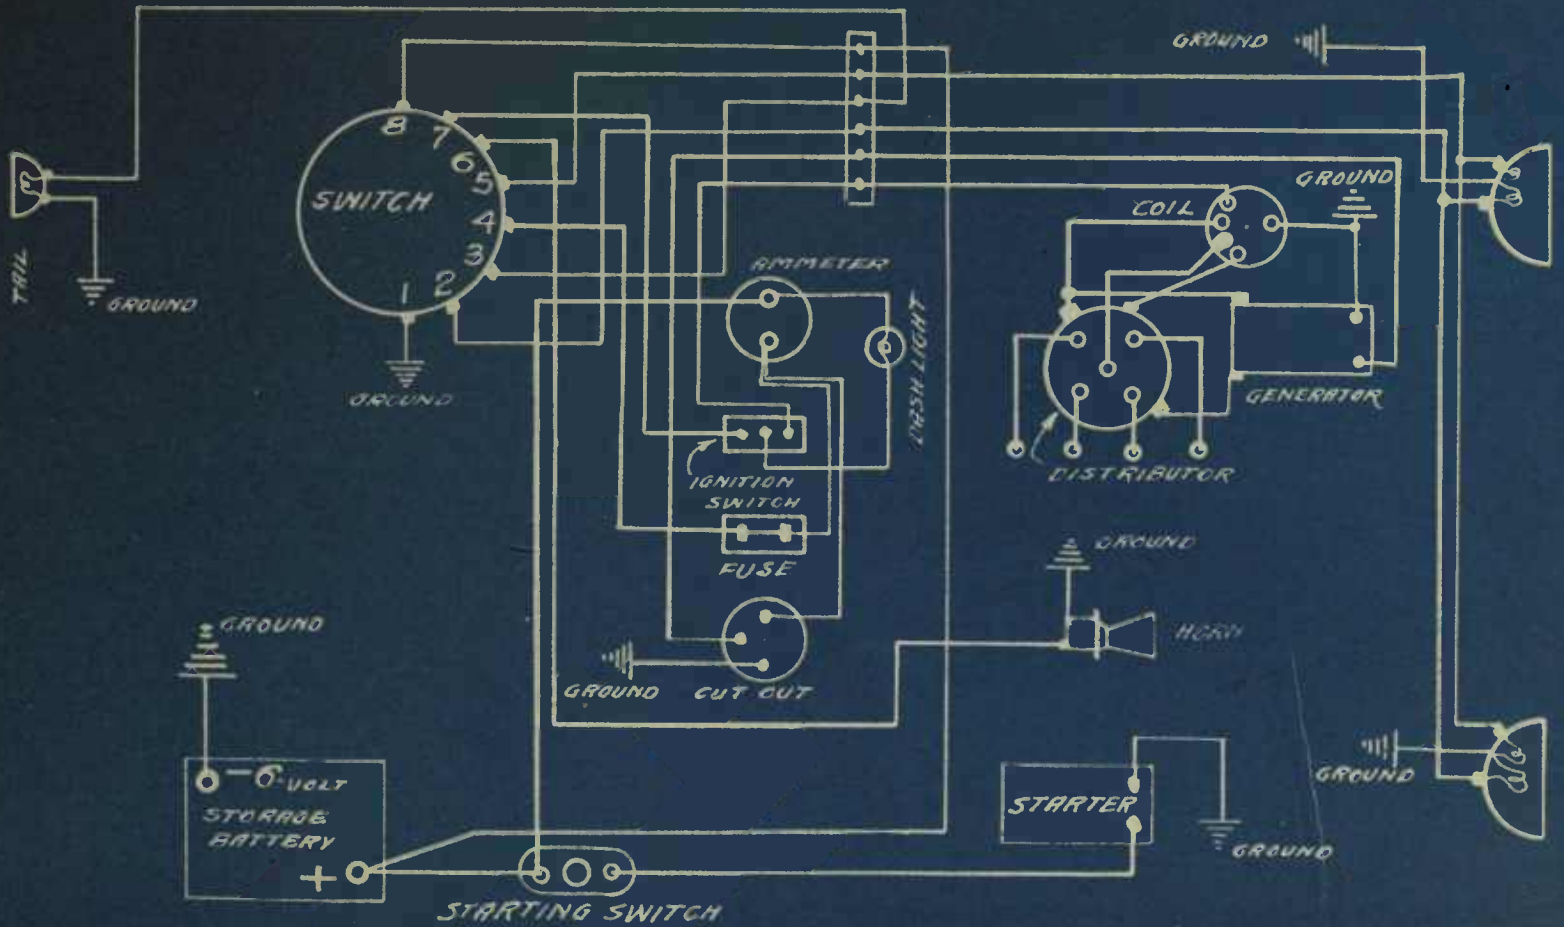 GROUND
8
7
6
5
4
3
2
1
SWITCH
TAIL
GROUND
GROUND
AMMETER
DASH LIGHT
COIL
GROUND
GENERATOR
DISTRIBUTOR
IGNITION
SWITCH
FUSE
GROUND
CUT OUT
GROUND
HORN
GROUND
-6-VOLT
STORAGE
BATTERY
+
STARTING SWITCH
STARTER
GROUND
GROUND